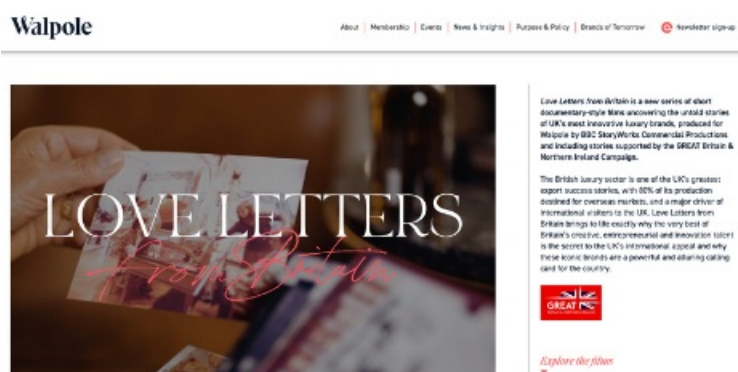 Walpole
About
Membership
Events
News & Insights
Purpose & Policy
Brands of Tomorrow
Newsletter sign-up
LOVE LETTERS
From Britain
Love Letters from Britain is a new series of short
documentary-style films uncovering the untold stories
of UK's most innovative luxury brands, produced for
Walpole by BBC StoryWorks Commercial Productions
and including stories supported by the GREAT Britain &
Northern Ireland Campaign.
The British luxury sector is one of the UK's greatest
export success stories, with 80% of its production
destined for overseas markets, and a major driver of
international visitors to the UK. Love Letters from
Britain brings to life exactly why the very best of
Britain's creative, entrepreneurial and innovation talent
is the secret to the UK's international appeal and why
these iconic brands are a powerful and alluring calling
card for the country.
GREAT
Explore the films